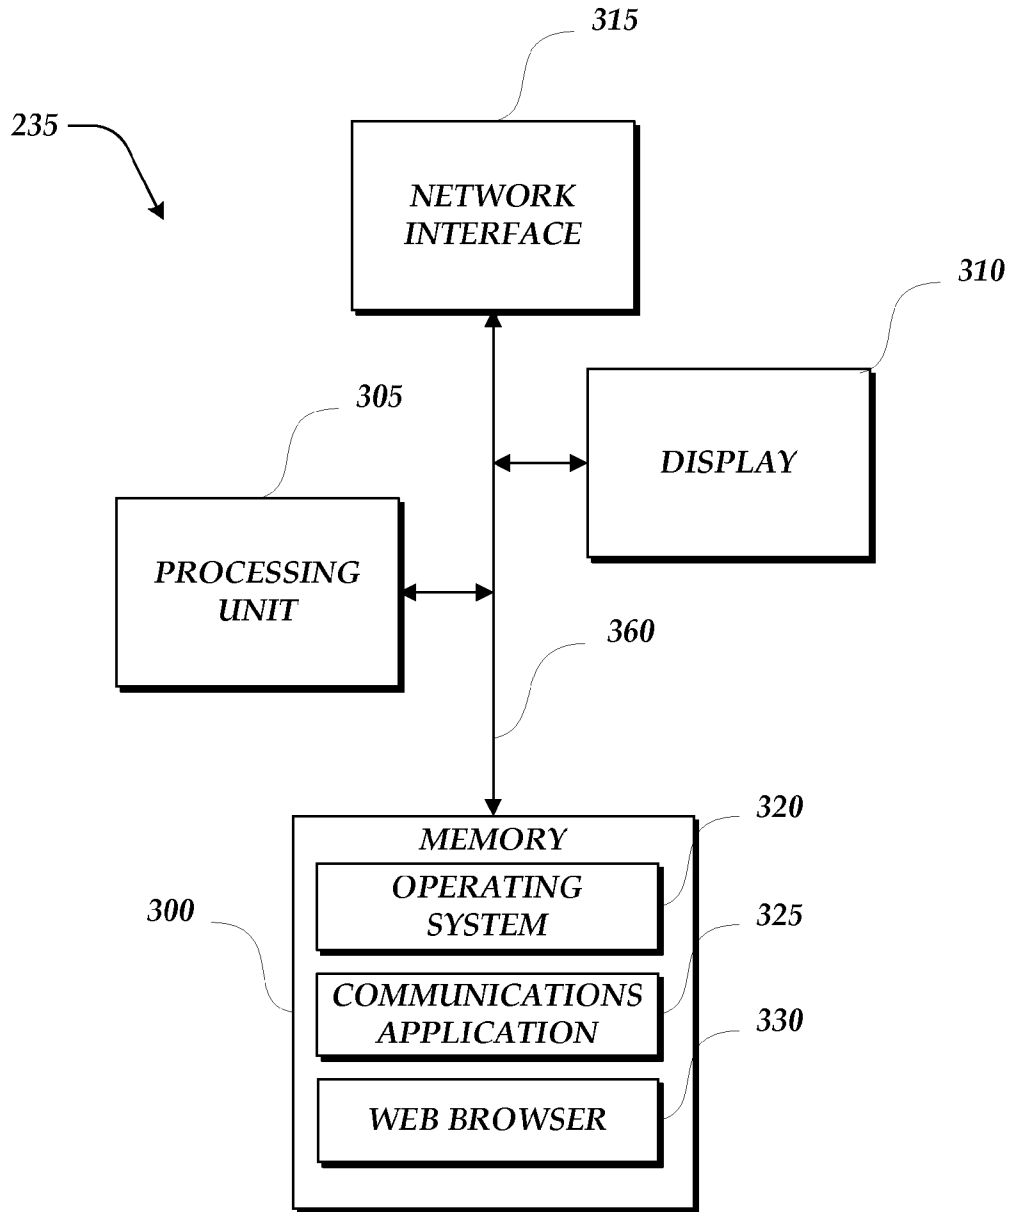 315
235
NETWORK
INTERFACE
310
305
DISPLAY
PROCESSING
UNIT
360
320
MEMORY
OPERATING
SYSTEM
300
325
COMMUNICATIONS
APPLICATION
330
WEB BROWSER